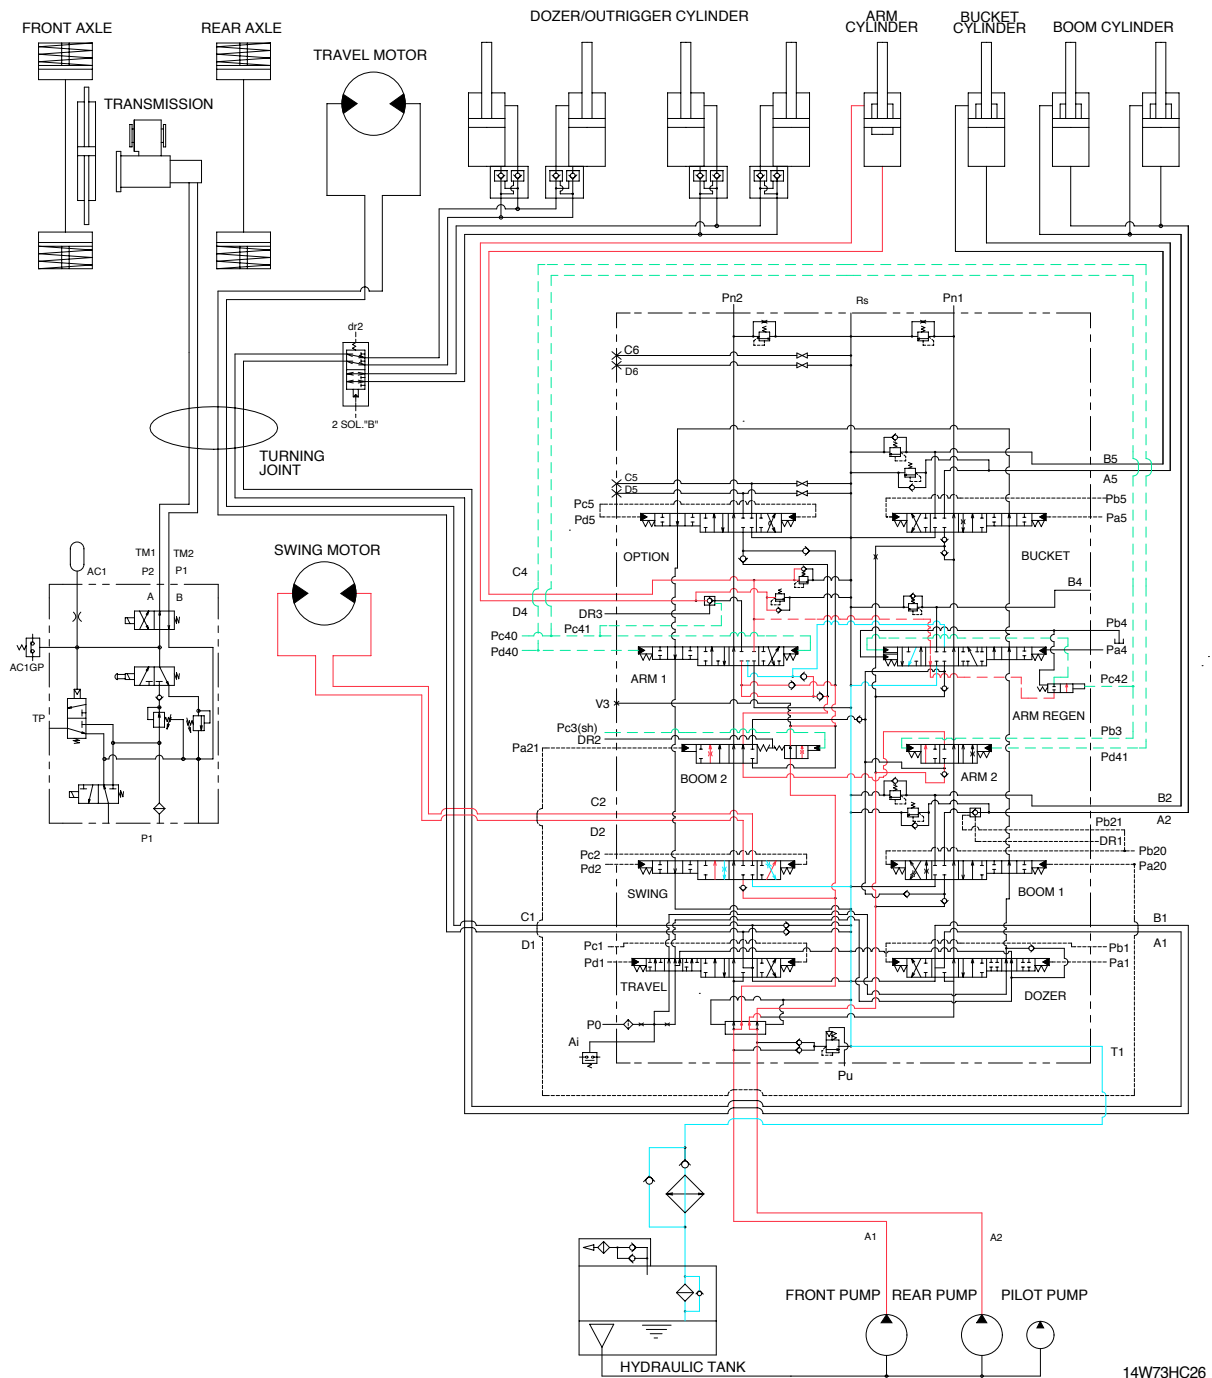 DOZER/OUTRIGGER CYLINDER
ARM
CYLINDER
BUCKET
CYLINDER
BOOM CYLINDER
FRONT AXLE
REAR AXLE
TRAVEL MOTOR
TRANSMISSION
Pn2
Rs
Pn1
dr2
C6
D6
2 SOL."B"
TURNING
JOINT
B5
A5
C5
D5
Pc5
Pd5
Pb5
Pa5
OPTION
BUCKET
SWING MOTOR
TM1
TM2
P2
P1
AC1
A
B
C4
D4
DR3
B4
Pc40
Pc41
Pd40
Pb4
Pa4
AC1GP
ARM 1
Pc42
ARM REGEN
V3
TP
Pc3(sh)
DR2
Pa21
Pb3
Pd41
BOOM 2
ARM 2
C2
D2
B2
A2
Pb21
DR1
P1
Pc2
Pd2
Pb20
Pa20
SWING
BOOM 1
C1
D1
B1
A1
Pc1
Pd1
Pb1
Pa1
TRAVEL
DOZER
P0
Ai
T1
Pu
A1
A2
FRONT PUMP
REAR PUMP
PILOT PUMP
HYDRAULIC TANK
14W73HC26